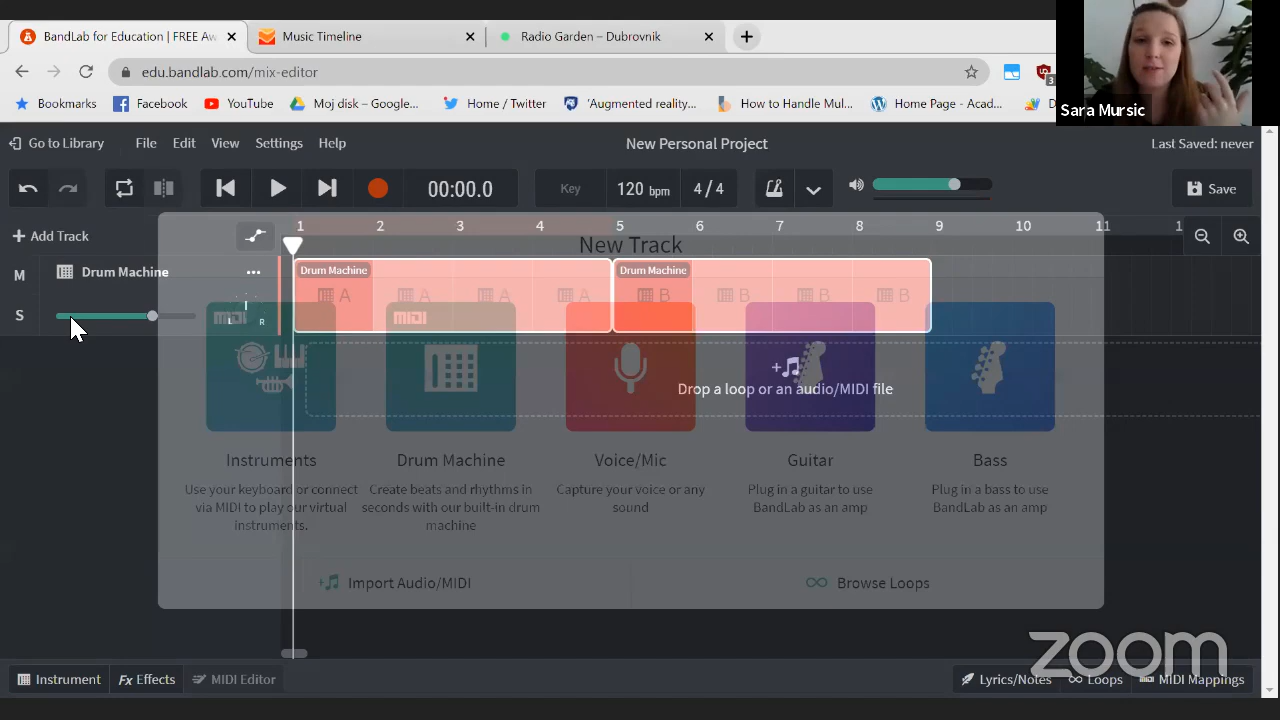 BandLab for Education | FREE Aw
Music Timeline
Radio Garden – Dubrovnik
edu.bandlab.com/mix-editor
3
Bookmarks
Facebook
YouTube
Moj disk – Google...
Home / Twitter
'Augmented reality...
How to Handle Mul...
Home Page - Acad...
Sara Mursic
Go to Library
File
Edit
View
Settings
Help
New Personal Project
Last Saved: never
00:00.0
Key
120 bpm
4 / 4
Save
+ Add Track
1 2 3 4 5 6 7 8 9 10 11
New Track
M
Drum Machine
Drum Machine
Drum Machine
A A A A B B B B
S
L R
MIDI
MIDI
Drop a loop or an audio/MIDI file
Instruments
Use your keyboard or connect
via MIDI to play our virtual
instruments.
Drum Machine
Create beats and rhythms in
seconds with our built-in drum
machine
Voice/Mic
Capture your voice or any
sound
Guitar
Plug in a guitar to use
BandLab as an amp
Bass
Plug in a bass to use
BandLab as an amp
Import Audio/MIDI
Browse Loops
zoom
Instrument
Fx Effects
MIDI Editor
Lyrics/Notes
Loops
MIDI MIDI Mappings